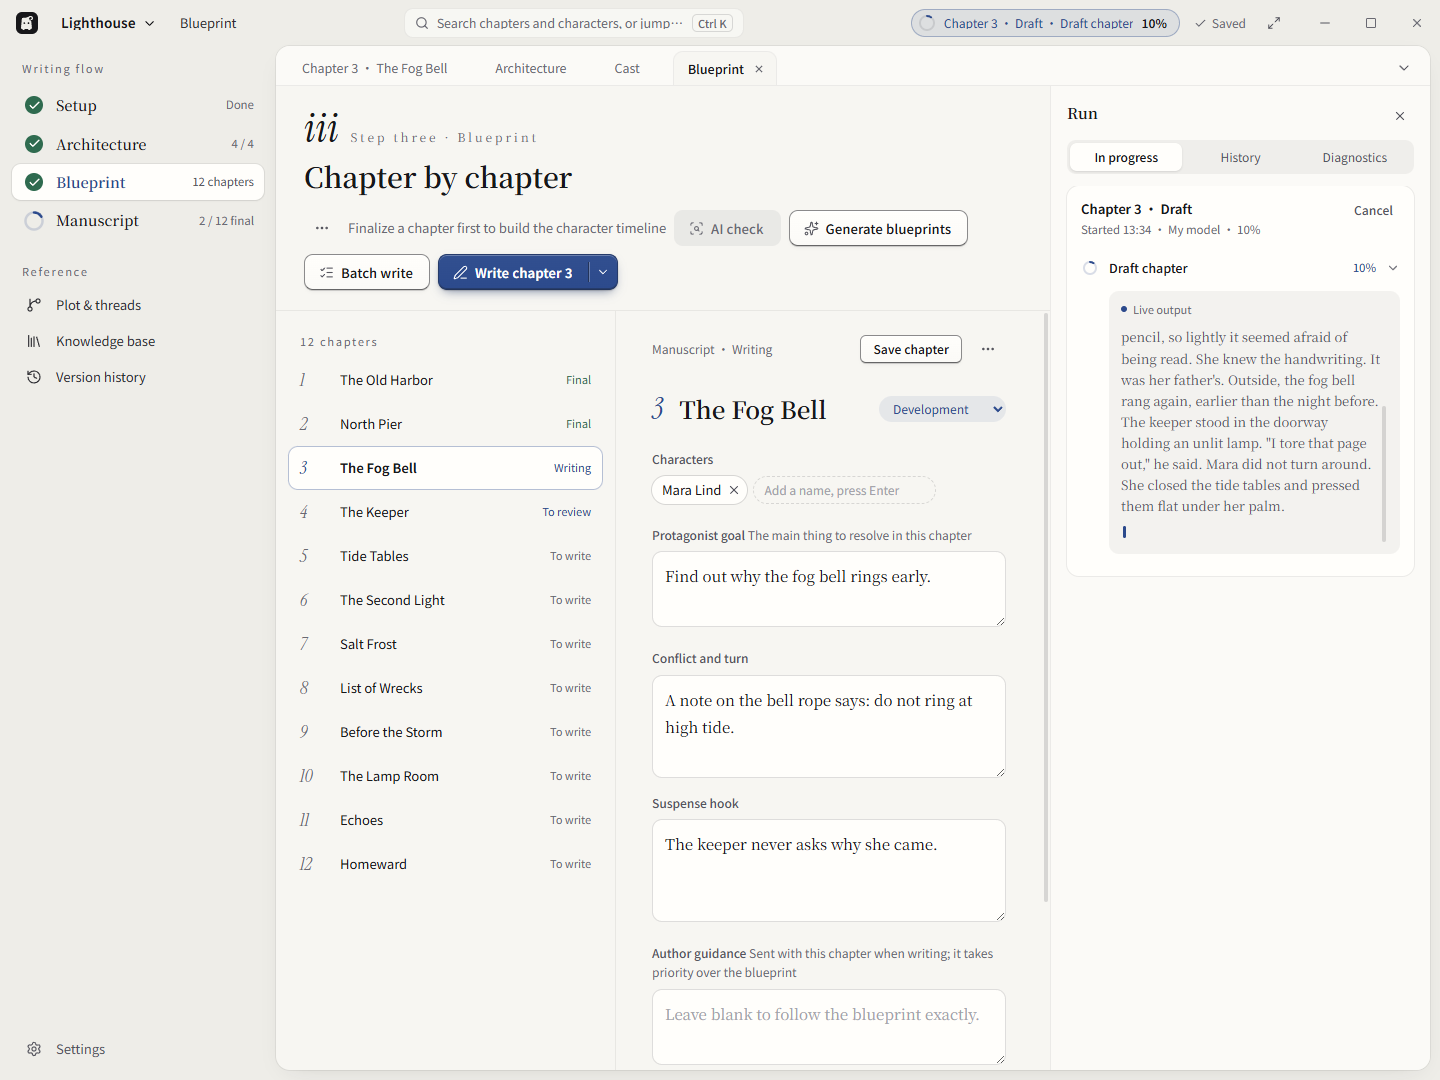 Lighthouse
Blueprint
Search chapters and characters, or jump···
Ctrl K
Chapter 3 • Draft • Draft chapter 10%
Saved
Writing flow
Setup
Done
Architecture
4 / 4
Blueprint
12 chapters
Manuscript
2 / 12 final
Reference
Plot & threads
Knowledge base
Version history
Settings
Chapter 3 • The Fog Bell
Architecture
Cast
Blueprint
iii
Step three · Blueprint
Chapter by chapter
Finalize a chapter first to build the character timeline
AI check
Generate blueprints
Batch write
Write chapter 3
12 chapters
1 The Old Harbor Final
2 North Pier Final
3 The Fog Bell Writing
4 The Keeper To review
5 Tide Tables To write
6 The Second Light To write
7 Salt Frost To write
8 List of Wrecks To write
9 Before the Storm To write
10 The Lamp Room To write
11 Echoes To write
12 Homeward To write
Manuscript • Writing
Save chapter
3 The Fog Bell
Development
Characters
Mara Lind
Add a name, press Enter
Protagonist goal The main thing to resolve in this chapter
Find out why the fog bell rings early.
Conflict and turn
A note on the bell rope says: do not ring at
high tide.
Suspense hook
The keeper never asks why she came.
Author guidance Sent with this chapter when writing; it takes
priority over the blueprint
Leave blank to follow the blueprint exactly.
Run
In progress
History
Diagnostics
Chapter 3 • Draft
Cancel
Started 13:34 • My model • 10%
Draft chapter
10%
Live output
pencil, so lightly it seemed afraid of
being read. She knew the handwriting. It
was her father's. Outside, the fog bell
rang again, earlier than the night before.
The keeper stood in the doorway
holding an unlit lamp. "I tore that page
out," he said. Mara did not turn around.
She closed the tide tables and pressed
them flat under her palm.